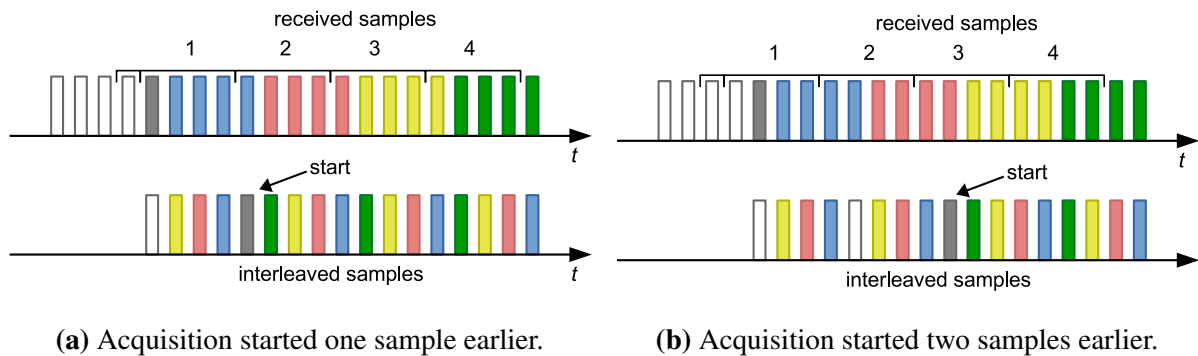 received samples
1 2 3 4
t
start
interleaved samples
t
(a) Acquisition started one sample earlier.
received samples
1 2 3 4
t
start
interleaved samples
t
(b) Acquisition started two samples earlier.